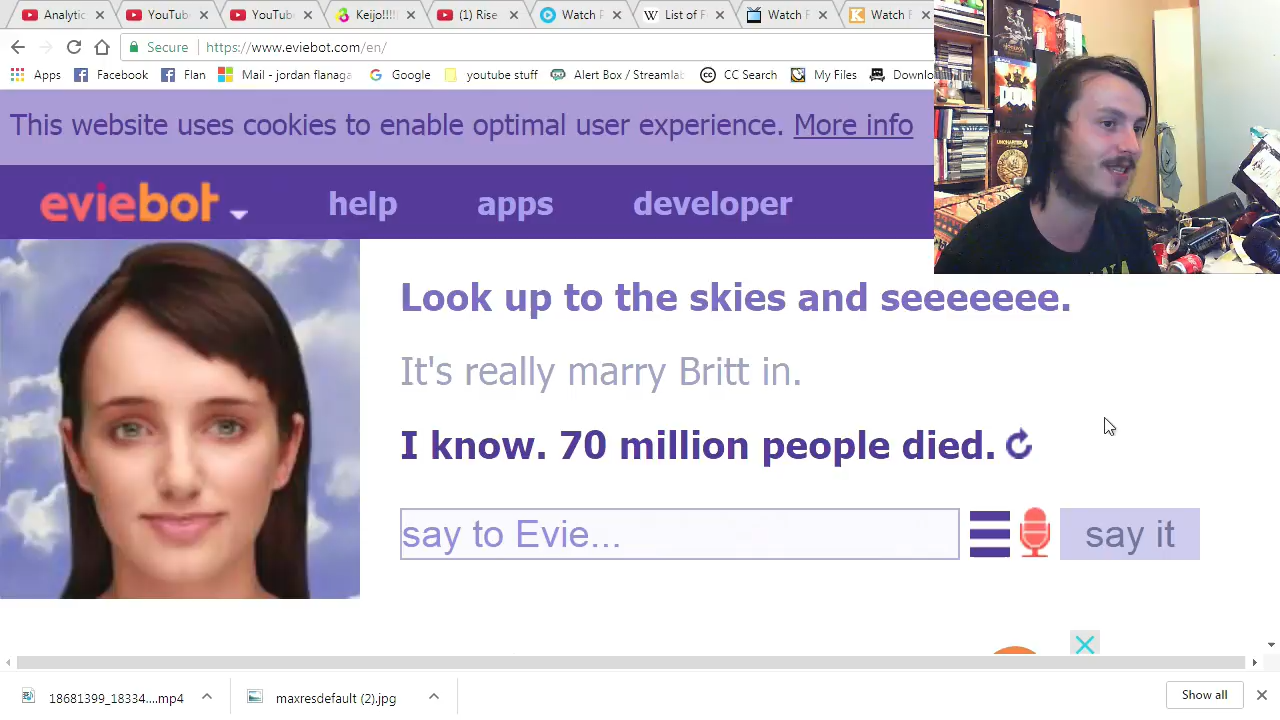 Analytic
YouTub
YouTub
Keijo!!!!
(1) Rise
Watch
List of
Watch
Watch
Secure
https://www.eviebot.com/en/
Apps
Facebook
Flan
Mail - jorden flanaga
Google
youtube stuff
Alert Box / Streamlab
CC Search
My Files
Downlo
This website uses cookies to enable optimal user experience. More info
eviebot
help
apps
developer
Look up to the skies and seeeeeee.
It's really marry Britt in.
I know. 70 million people died.
say to Evie...
say it
18681399_18334....mp4
maxresdefault (2).jpg
Show all
DOOM
UNCHARTED 4